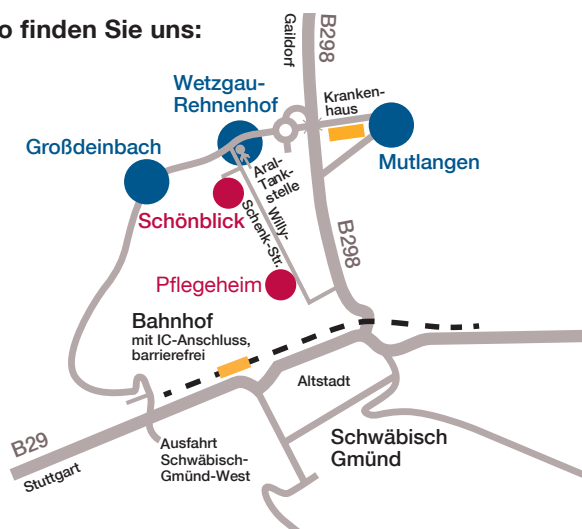 o finden Sie uns:
B298
Gaildorf
Wetzgau-
Rehnenhof
Kranken-
haus
Großdeinbach
Mutlangen
Aral-
Tank-
stelle
Schönblick
Willy-
Schenk-Str.
B298
Pflegeheim
Bahnhof
mit IC-Anschluss,
barrierefrei
Altstadt
B29
Stuttgart
Ausfahrt
Schwäbisch-
Gmünd-West
Schwäbisch
Gmünd